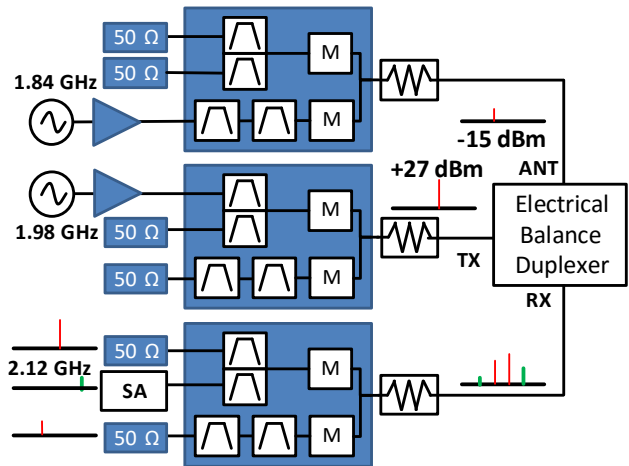 50 Ω
50 Ω
M
1.84 GHz
M
-15 dBm
ANT
+27 dBm
50 Ω
1.98 GHz
M
TX
Electrical
Balance
Duplexer
RX
50 Ω
M
50 Ω
M
2.12 GHz
SA
50 Ω
M